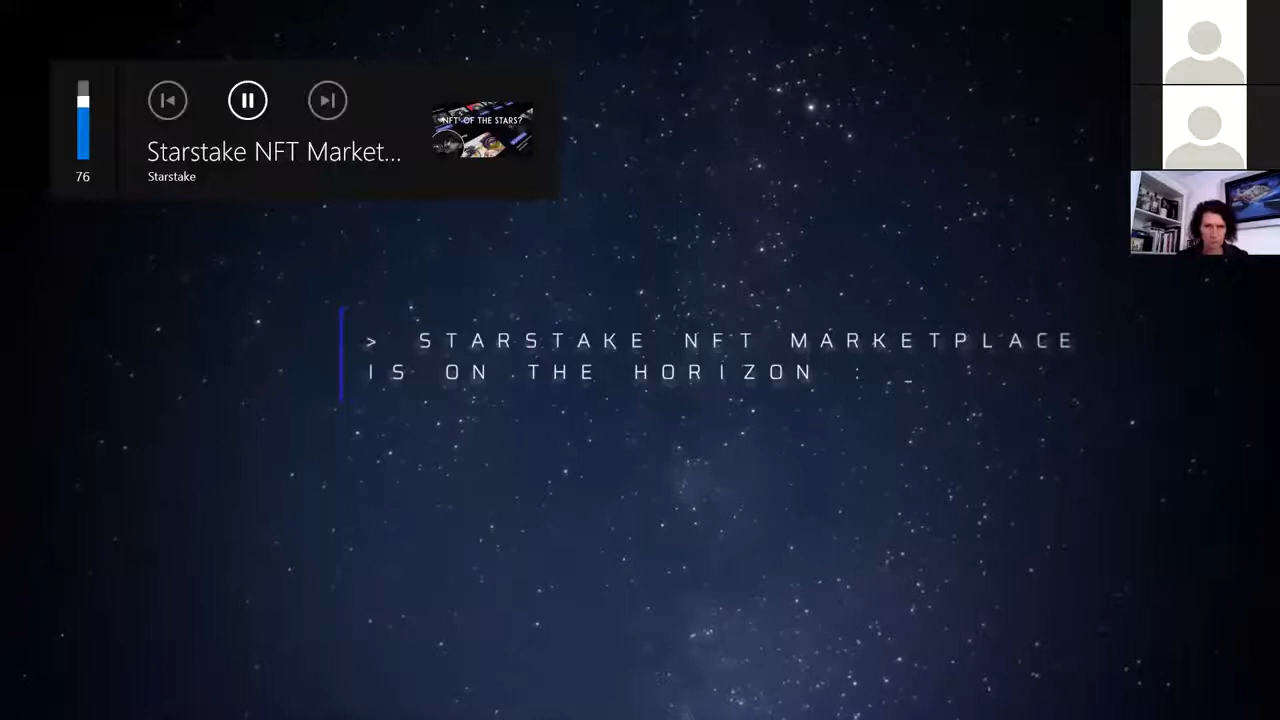 Starstake NFT Market...
Starstake
76
NFT' OF THE STARS?
> STARSTAKE NFT MARKETPLACE
IS ON THE HORIZON : _